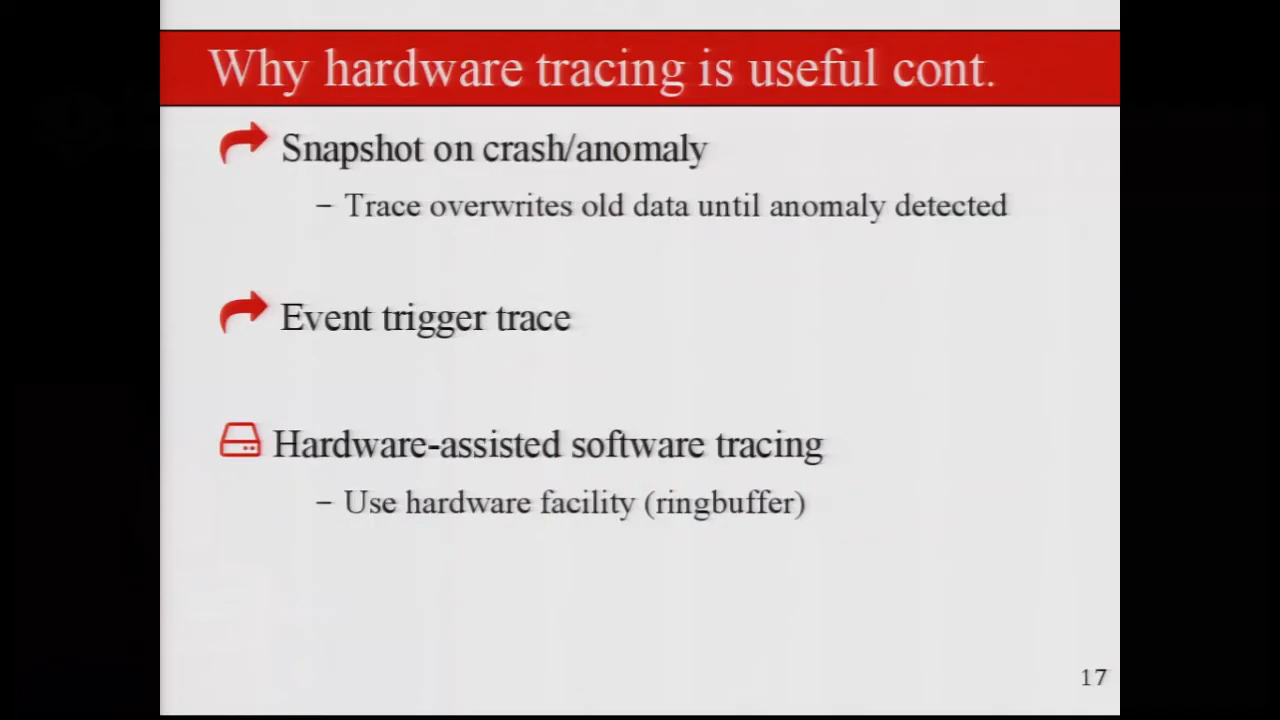 Why hardware tracing is useful cont.
Snapshot on crash/anomaly
– Trace overwrites old data until anomaly detected
Event trigger trace
Hardware-assisted software tracing
– Use hardware facility (ringbuffer)
17